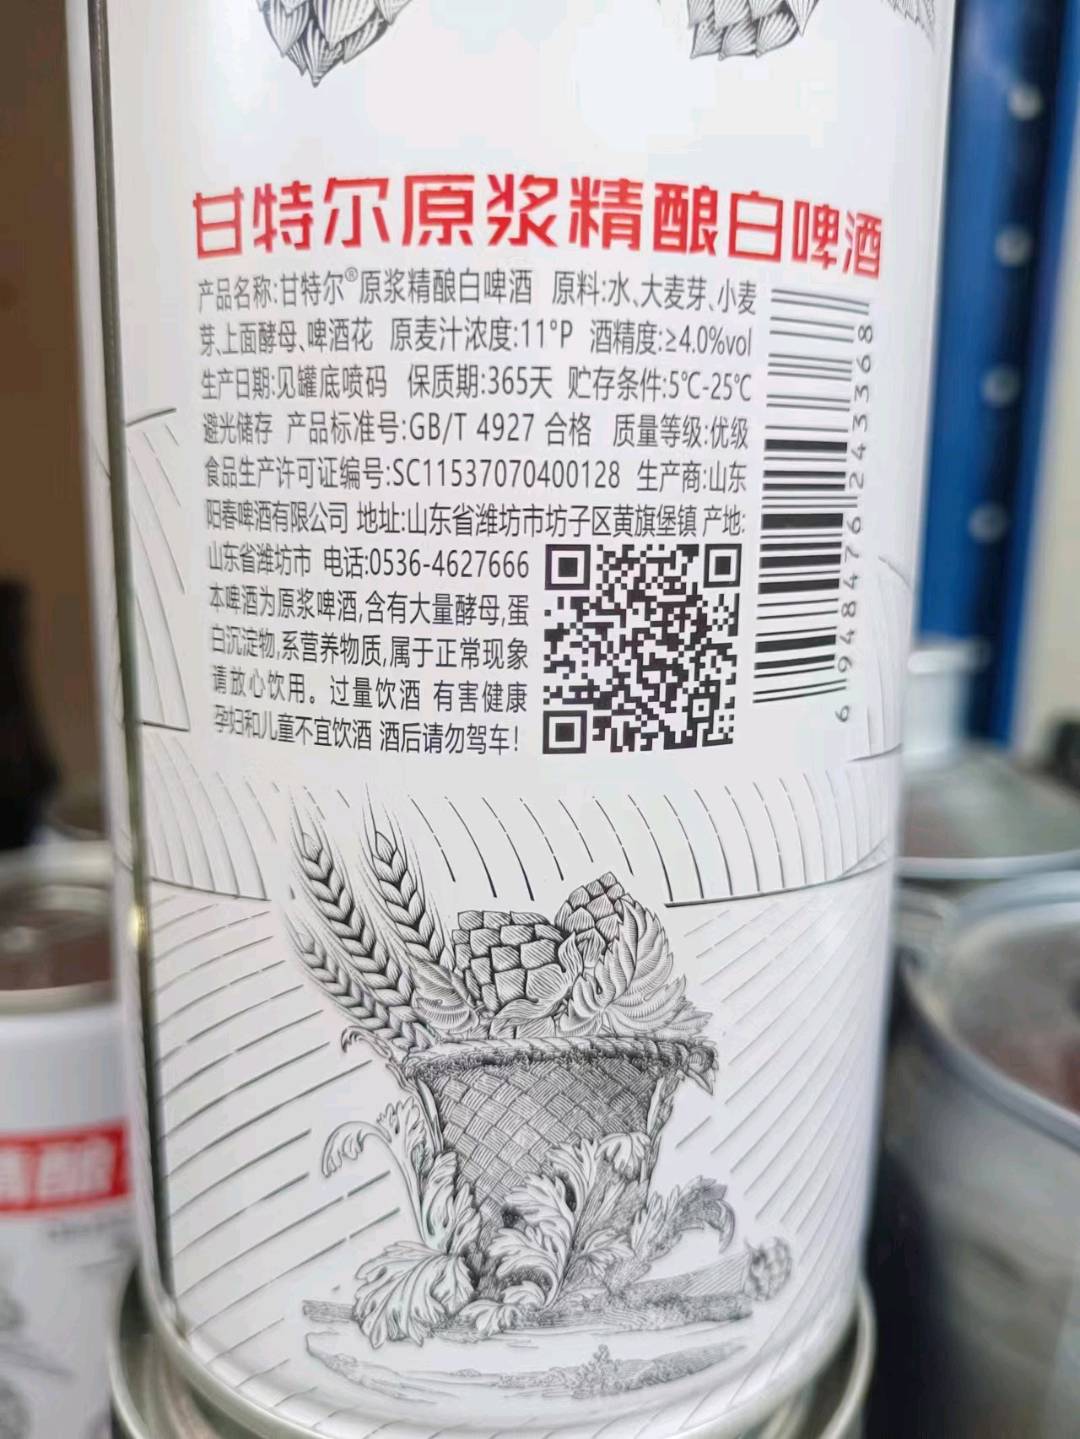 甘特尔原浆精酿白啤酒
产品名称:甘特尔®原浆精酿白啤酒 原料:水、大麦芽、小麦
芽、上面酵母、啤酒花 原麦汁浓度:11°P 酒精度:≥4.0%vol
生产日期:见罐底喷码 保质期:365天 贮存条件:5℃-25℃
避光储存 产品标准号:GB/T 4927 合格 质量等级:优级
食品生产许可证编号:SC11537070400128 生产商:山东
阳春啤酒有限公司 地址:山东省潍坊市坊子区黄旗堡镇 产地:
山东省潍坊市 电话:0536-4627666
本啤酒为原浆啤酒,含有大量酵母,蛋
白沉淀物,系营养物质,属于正常现象
请放心饮用。过量饮酒 有害健康
孕妇和儿童不宜饮酒 酒后请勿驾车!
6948476243368
精酿